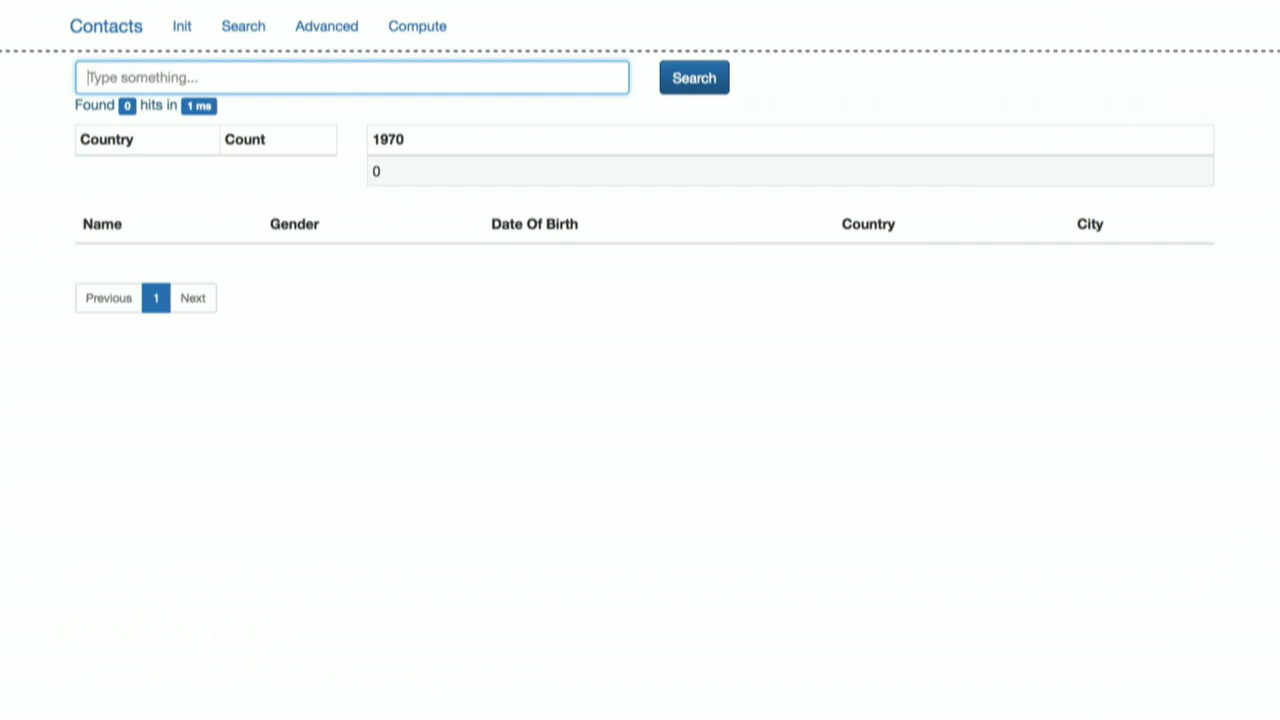 Contacts Init Search Advanced Compute
Type something... Search
Found 0 hits in 1 ms
Country Count 1970
0
Name Gender Date Of Birth Country City
Previous 1 Next